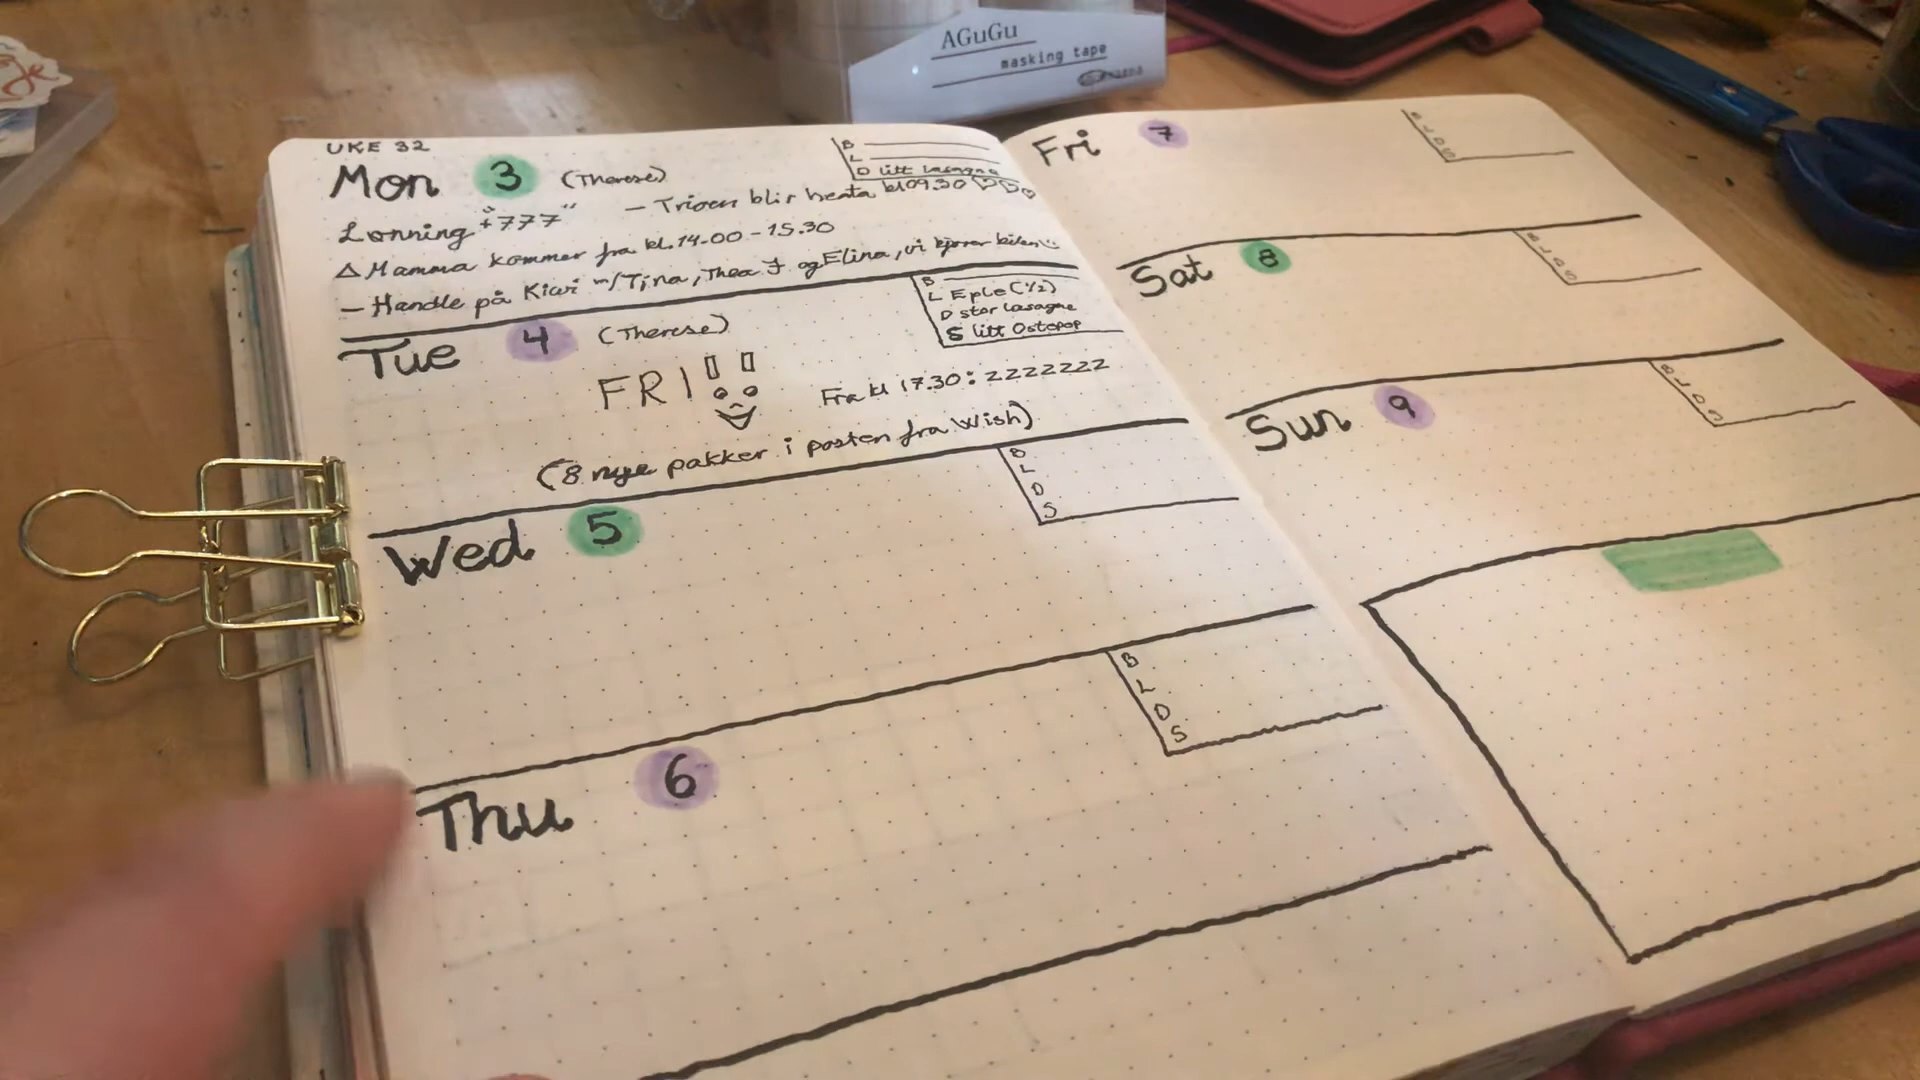 AGuGu
masking tape
UKE 32
Mon 3 (Therese)
B
L
D litt lasagne
Lønning "+777" - Trioen blir henta kl 09.30
△ Mamma kommer fra kl. 14.00-15.30
- Handle på Kiwi m/Tina, Thea J og Elina, vi kjører bilen
Tue 4 (Therese)
B
L Eple (1/2)
D stor lasagne
S litt Ostepop
FRI!!
Fra kl 17.30: ZZZZZZZ
(8 nye pakker i posten fra Wish)
Wed 5
B
L
D
S
Thu 6
B
L
D
S
Fri 7
B
L
D
S
Sat 8
B
L
D
S
Sun 9
B
L
D
S